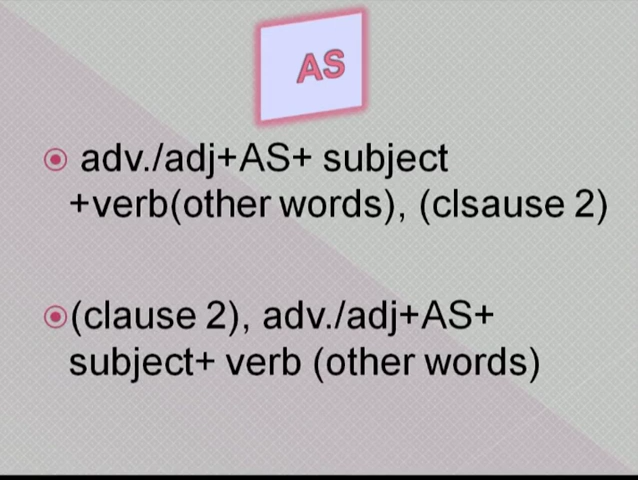 AS
adv./adj+AS+ subject
+verb(other words), (clsause 2)
(clause 2), adv./adj+AS+
subject+ verb (other words)